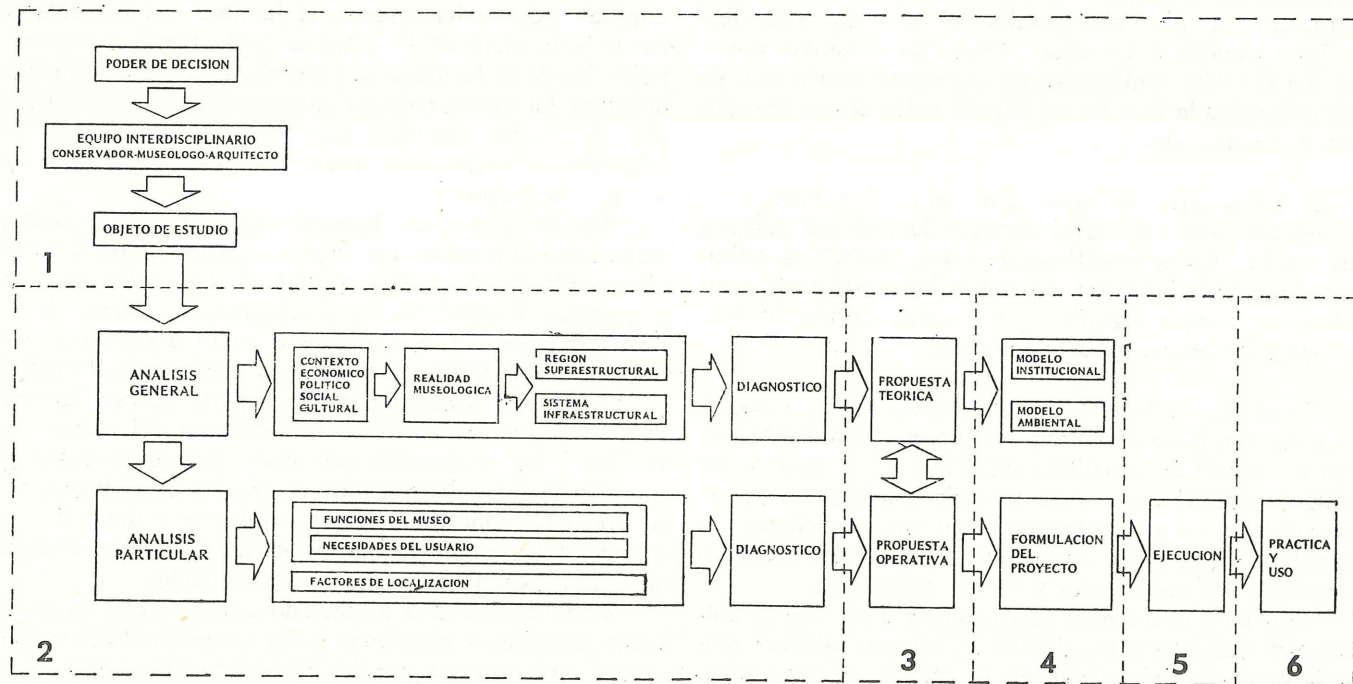 PODER DE DECISION
EQUIPO INTERDISCIPLINARIO
CONSERVADOR-MUSEOLOGO-ARQUITECTO
OBJETO DE ESTUDIO
1
ANALISIS
GENERAL
CONTEXTO
ECONOMICO
POLITICO
SOCIAL
CULTURAL
REALIDAD
MUSEOLOGICA
REGION
SUPERESTRUCTURAL
SISTEMA
INFRAESTRUCTURAL
DIAGNOSTICO
PROPUESTA
TEORICA
MODELO
INSTITUCIONAL
MODELO
AMBIENTAL
ANALISIS
PARTICULAR
FUNCIONES DEL MUSEO
NECESIDADES DEL USUARIO
FACTORES DE LOCALIZACION
DIAGNOSTICO
PROPUESTA
OPERATIVA
FORMULACION
DEL
PROYECTO
EJECUCION
PRACTICA
Y
USO
2
3
4
5
6